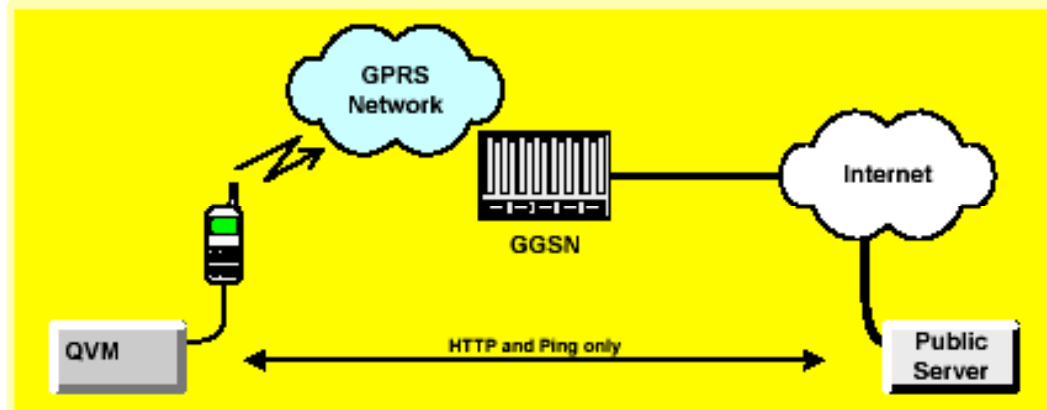 GPRS
Network
Internet
GGSN
QVM
HTTP and Ping only
Public
Server